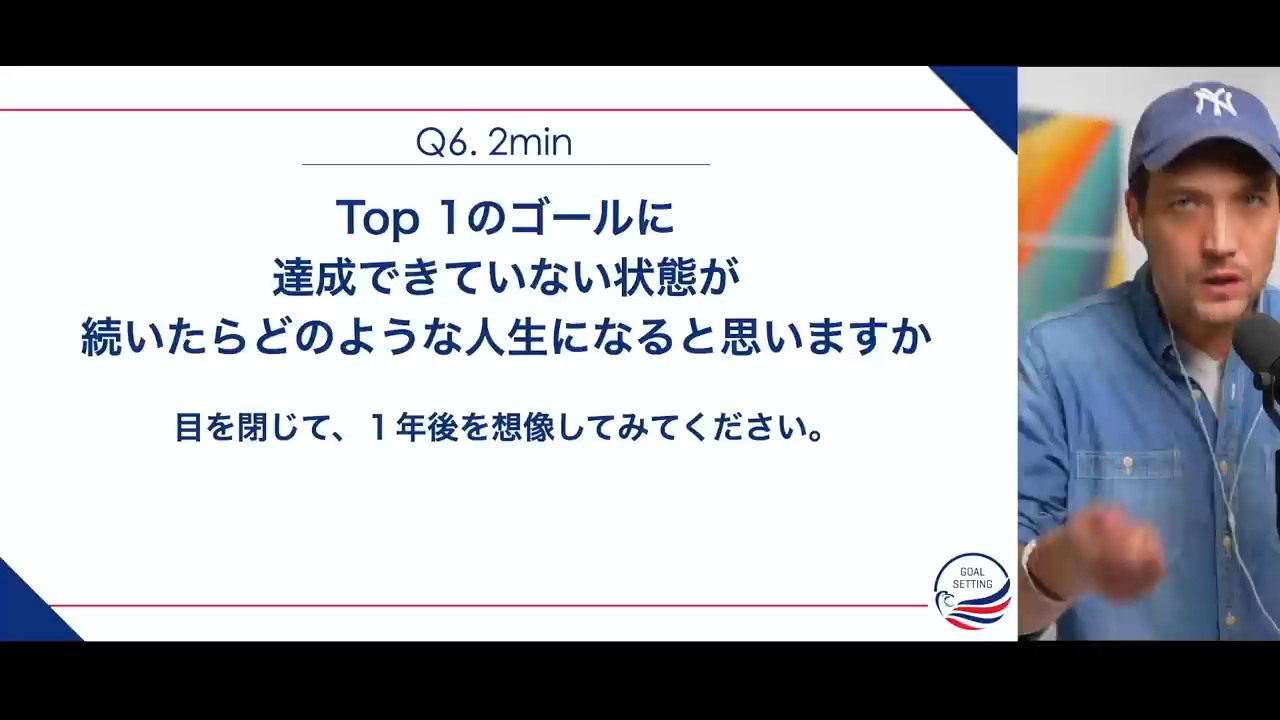 Q6. 2min
Top 1のゴールに
達成できていない状態が
続いたらどのような人生になると思いますか
目を閉じて、１年後を想像してみてください。
GOAL
SETTING
NY